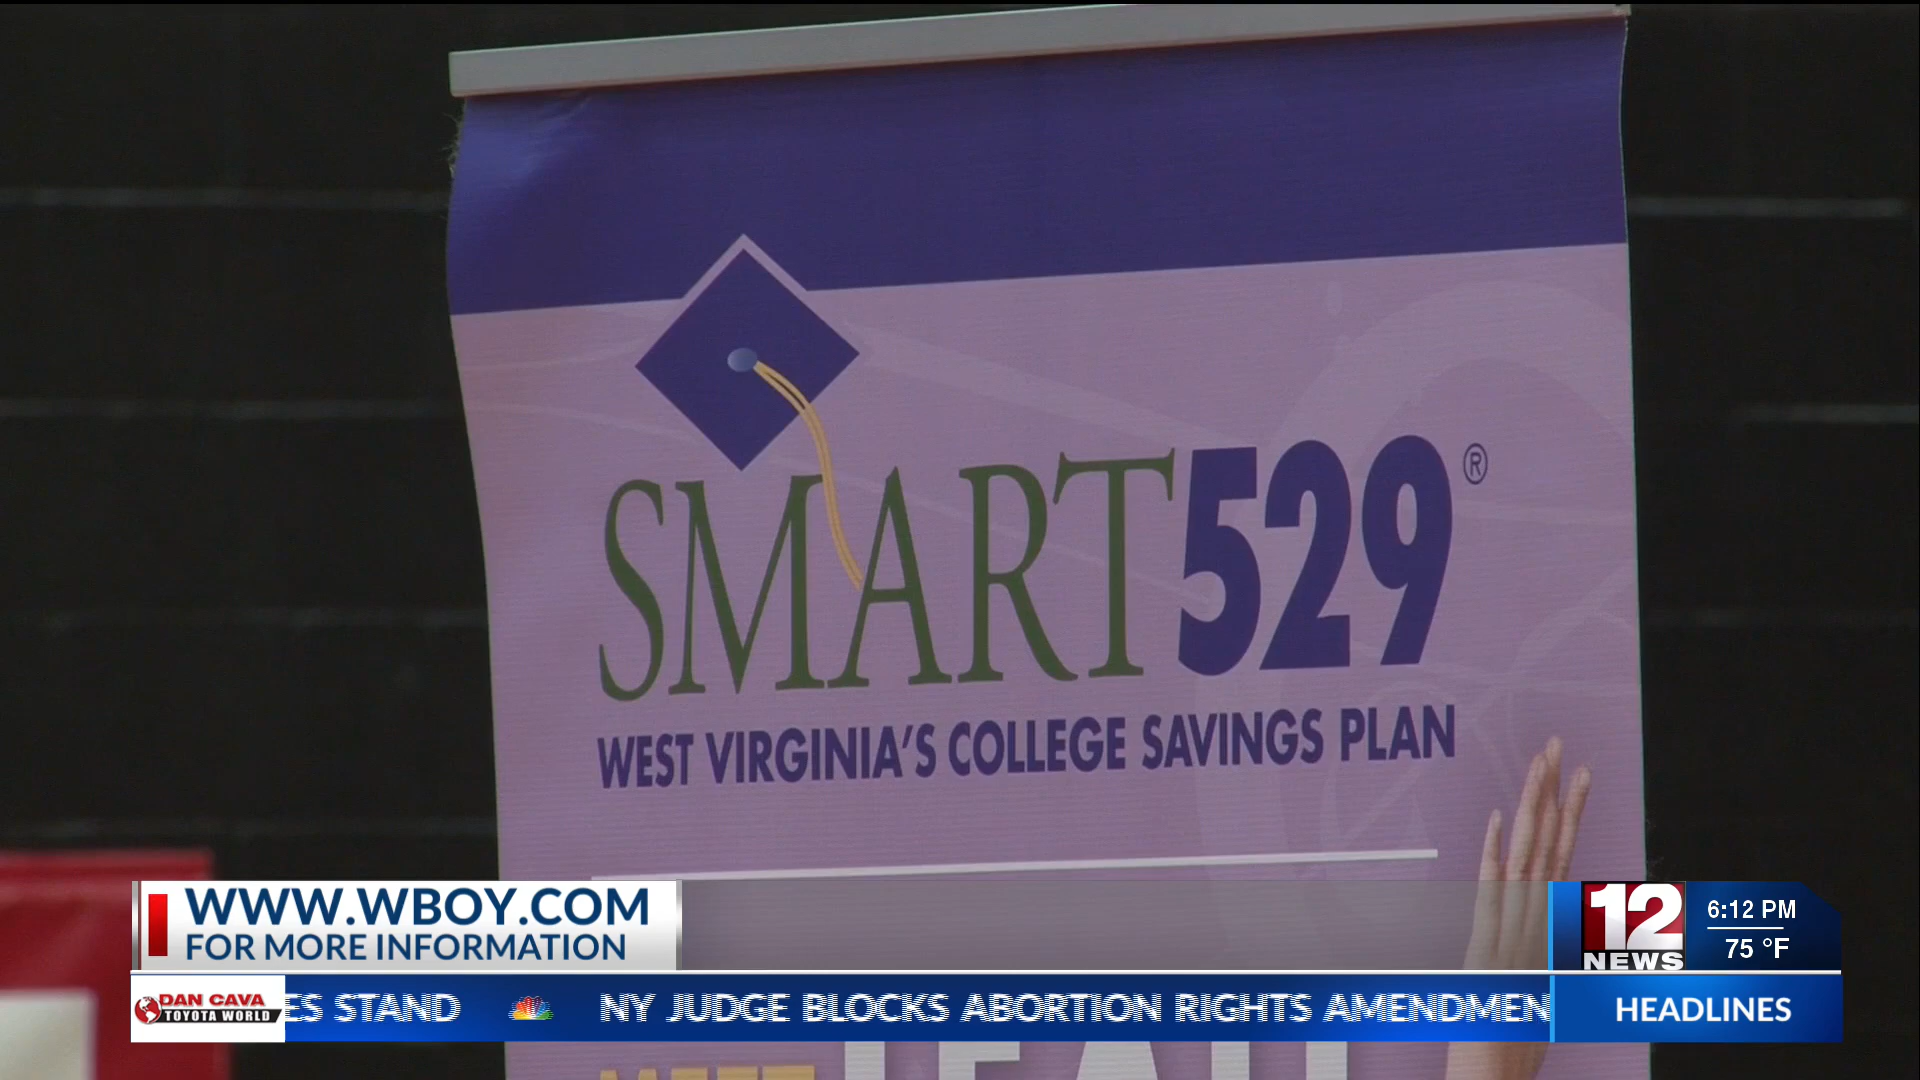 SMART529®
WEST VIRGINIA'S COLLEGE SAVINGS PLAN
WWW.WBOY.COM
FOR MORE INFORMATION
12
NEWS
6:12 PM
75 °F
DAN CAVA
TOYOTA WORLD
ES STAND NY JUDGE BLOCKS ABORTION RIGHTS AMENDMEN
HEADLINES